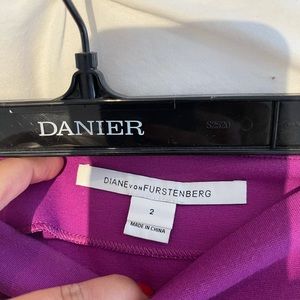 DANIER
DIANE VON FURSTENBERG
2
MADE IN CHINA